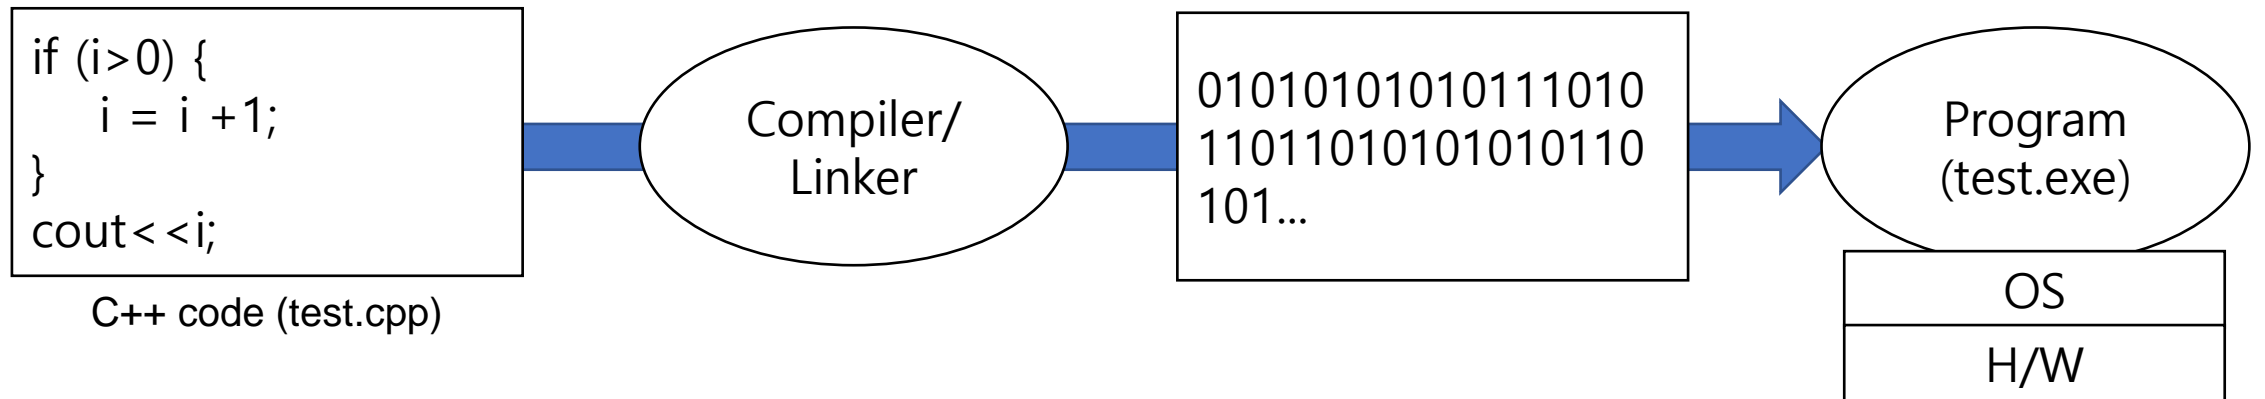 if (i>0) {
i = i +1;
}
cout<<i;
C++ code (test.cpp)
Compiler/
Linker
01010101010111010
11011010101010110
101...
Program
(test.exe)
OS
H/W